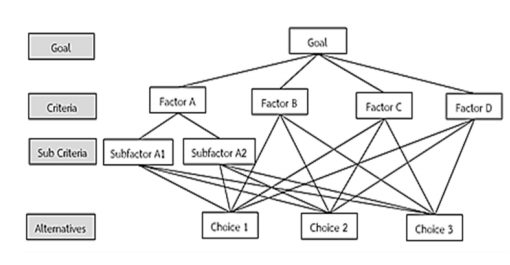 Goal
Goal
Criteria
Factor A
Factor B
Factor C
Factor D
Sub Criteria
Subfactor A1
Subfactor A2
Alternatives
Choice 1
Choice 2
Choice 3